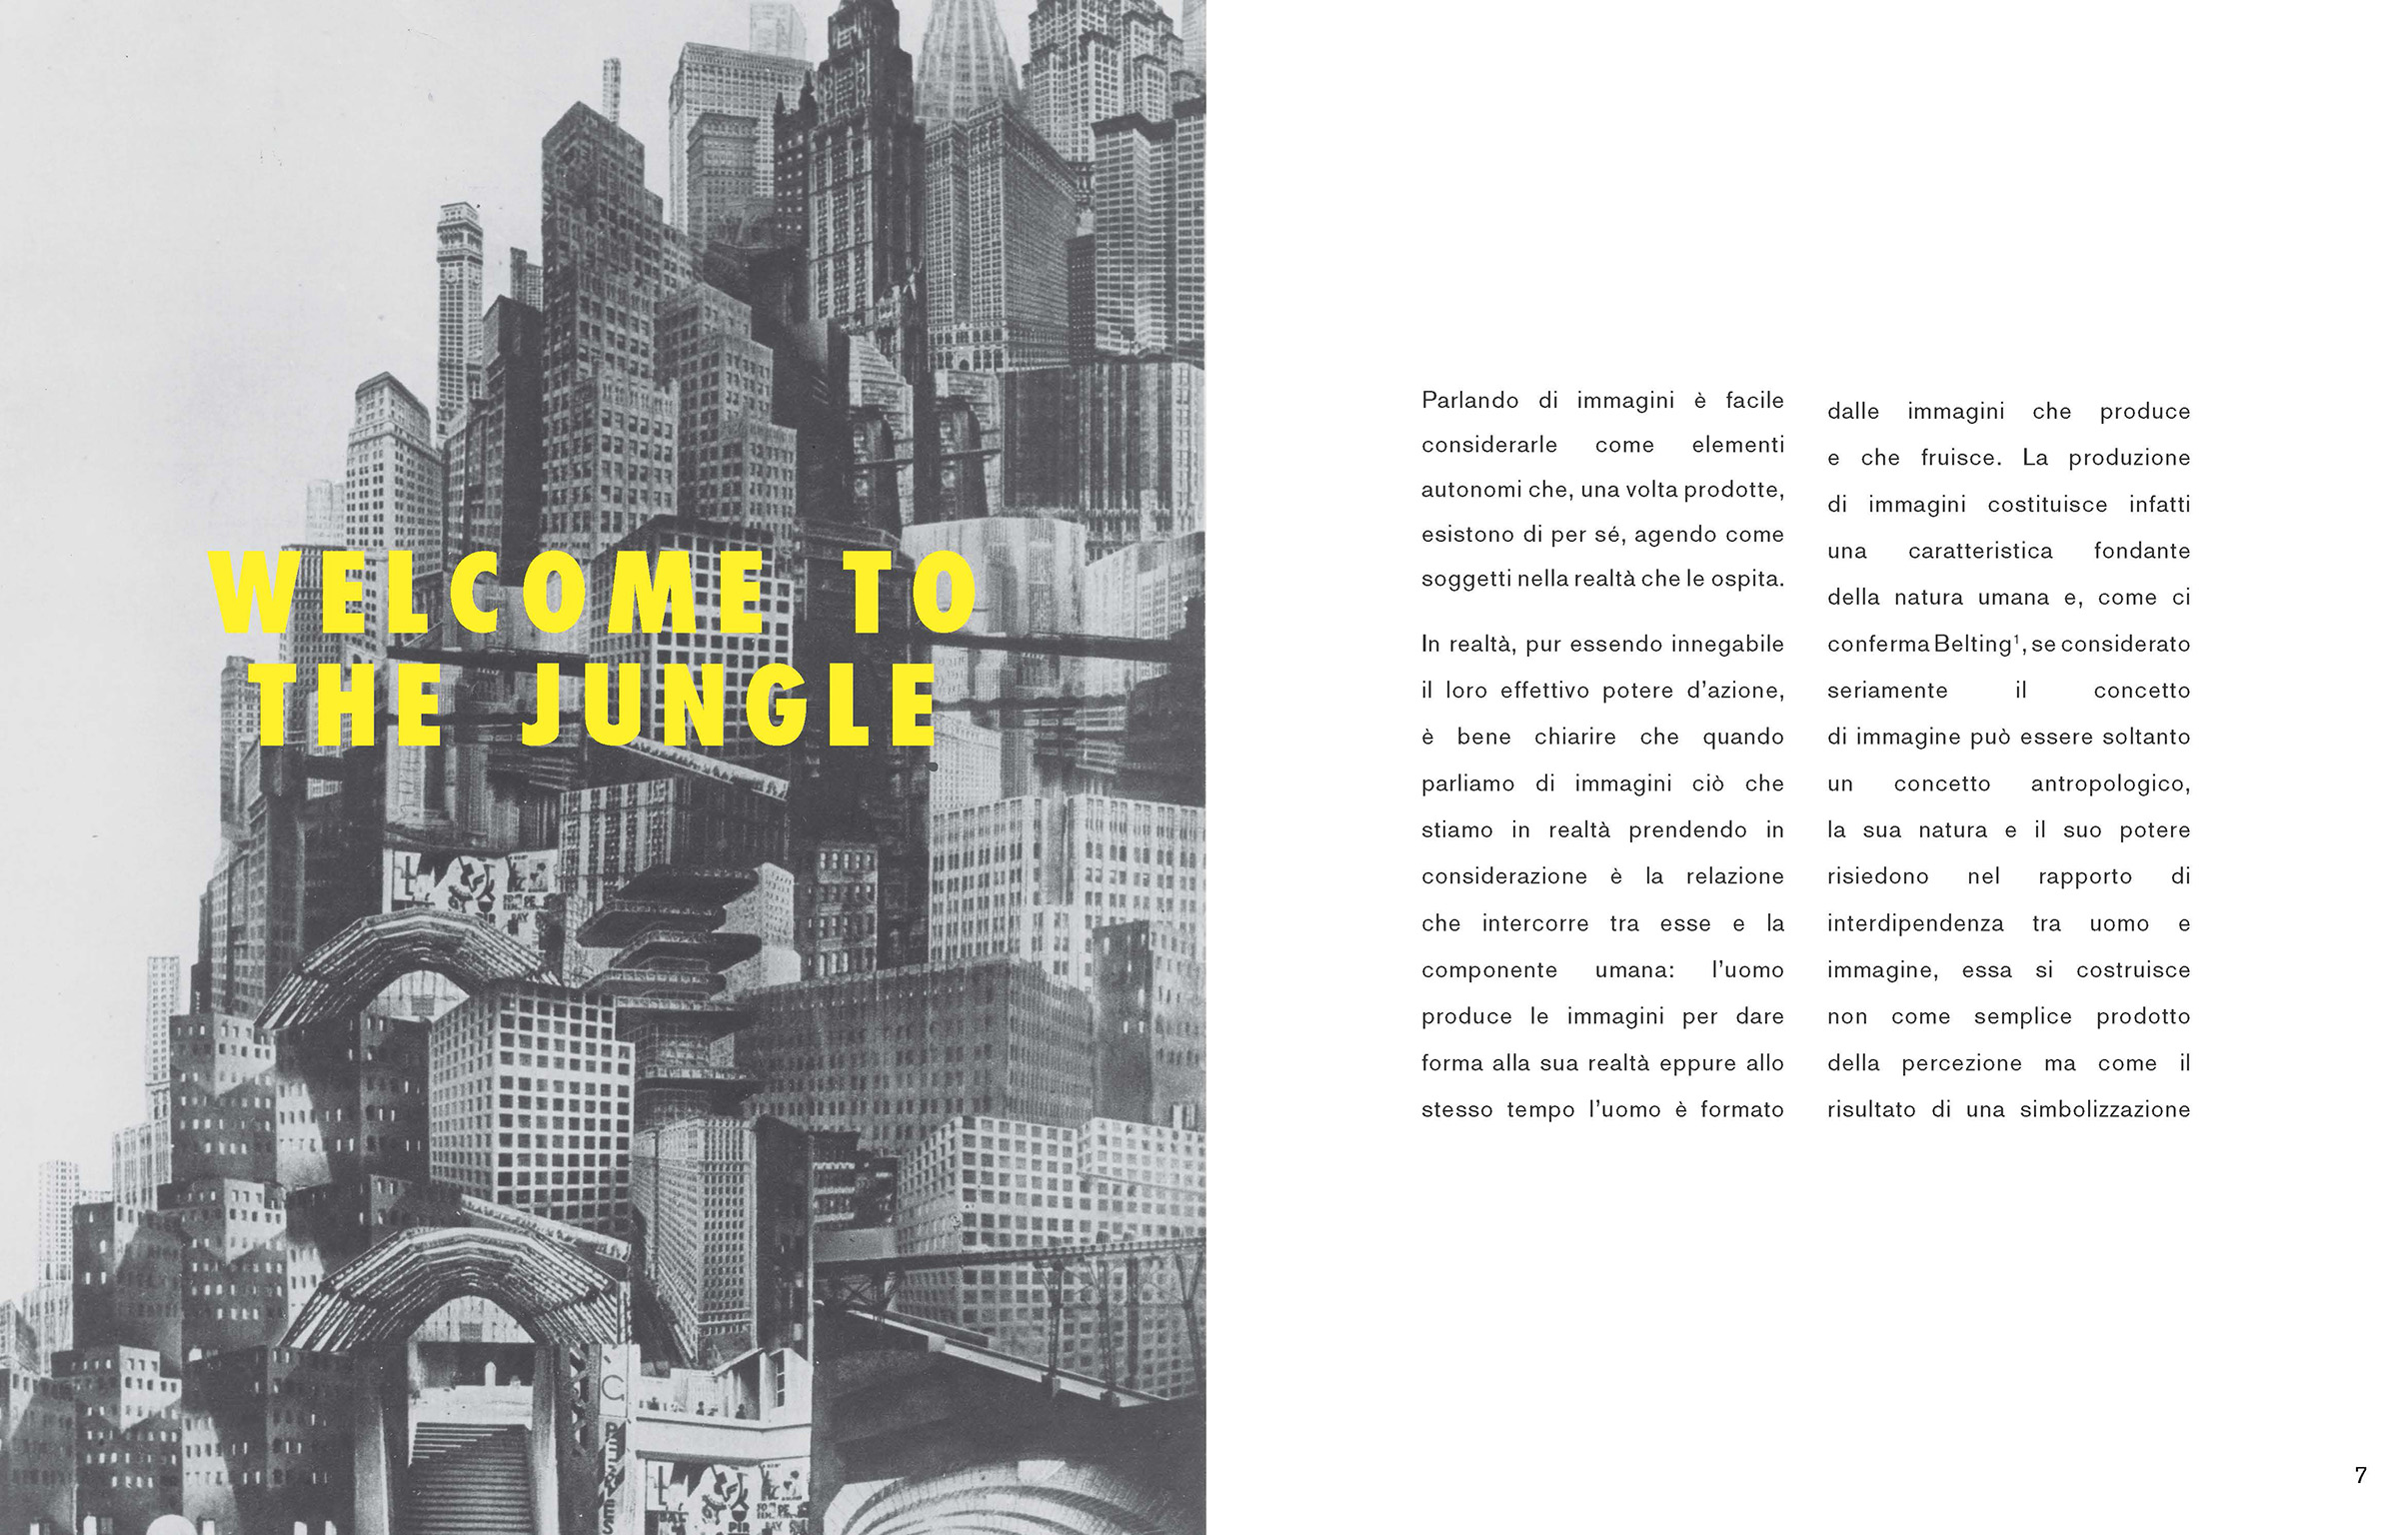 WELCOME TO
THE JUNGLE
Parlando di immagini è facile
considerarle come elementi
autonomi che, una volta prodotte,
esistono di per sé, agendo come
soggetti nella realtà che le ospita.
In realtà, pur essendo innegabile
il loro effettivo potere d’azione,
è bene chiarire che quando
parliamo di immagini ciò che
stiamo in realtà prendendo in
considerazione è la relazione
che intercorre tra esse e la
componente umana: l’uomo
produce le immagini per dare
forma alla sua realtà eppure allo
stesso tempo l’uomo è formato
dalle immagini che produce
e che fruisce. La produzione
di immagini costituisce infatti
una caratteristica fondante
della natura umana e, come ci
conferma Belting¹, se considerato
seriamente il concetto
di immagine può essere soltanto
un concetto antropologico,
la sua natura e il suo potere
risiedono nel rapporto di
interdipendenza tra uomo e
immagine, essa si costruisce
non come semplice prodotto
della percezione ma come il
risultato di una simbolizzazione
7